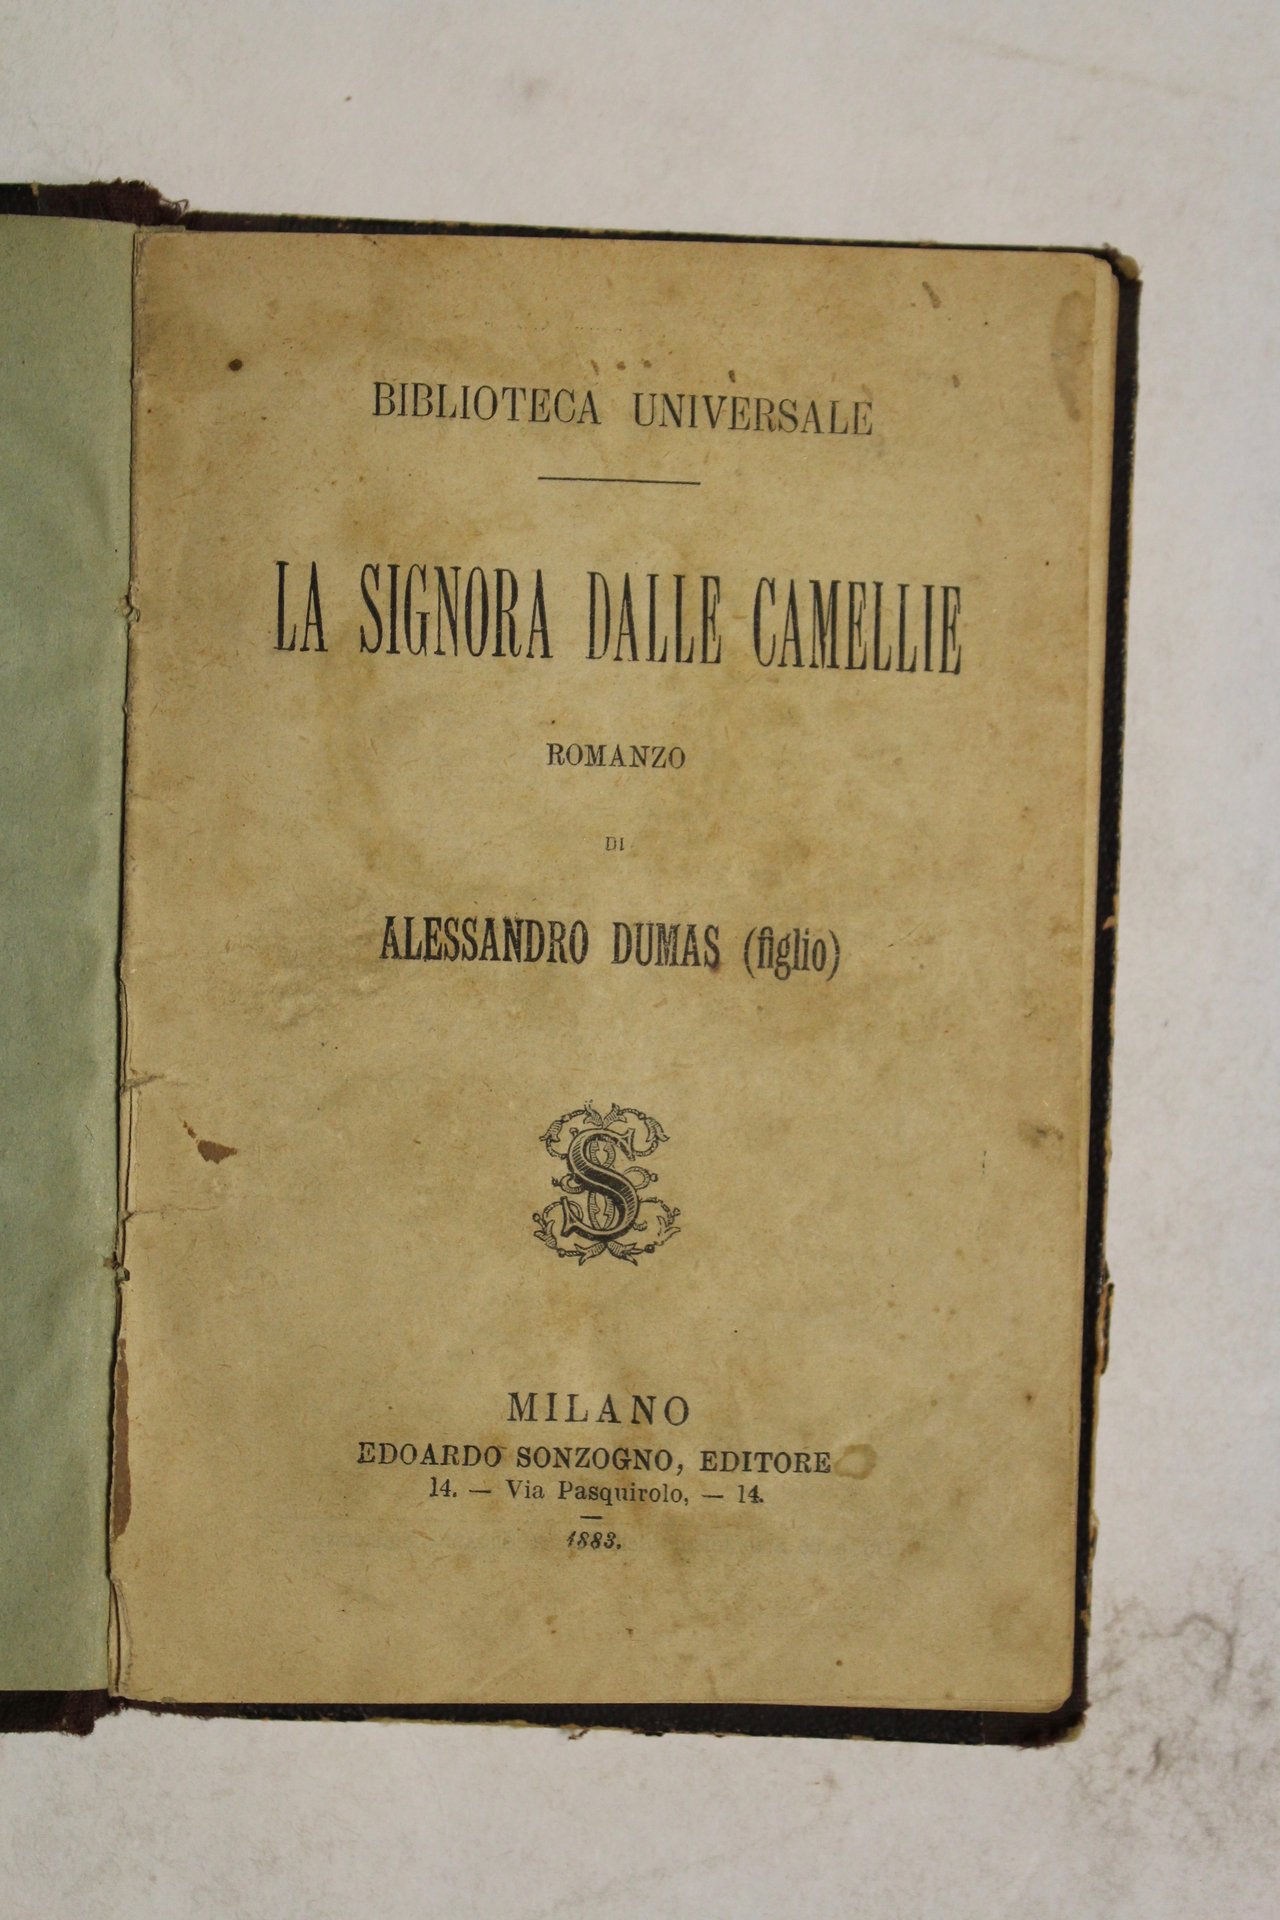 BIBLIOTECA UNIVERSALE
LA SIGNORA DALLE CAMELLIE
ROMANZO
DI
ALESSANDRO DUMAS (figlio)
MILANO
EDOARDO SONZOGNO, EDITORE
14. — Via Pasquirolo, — 14.
1883.